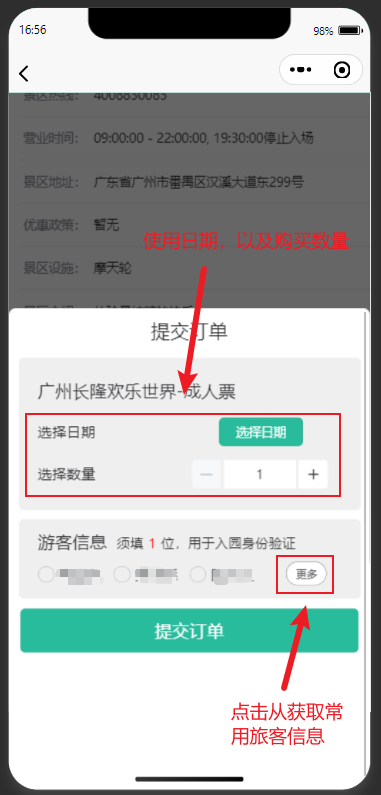 16:56
98%
景区热线： 4008830083
营业时间： 09:00:00 - 22:00:00, 19:30:00停止入场
景区地址： 广东省广州市番禺区汉溪大道东299号
优惠政策： 暂无
使用日期，以及购买数量
景区设施： 摩天轮
提交订单
广州长隆欢乐世界-成人票
选择日期 选择日期
选择数量 — 1 +
游客信息 须填 1 位，用于入园身份验证
更多
提交订单
点击从获取常
用旅客信息